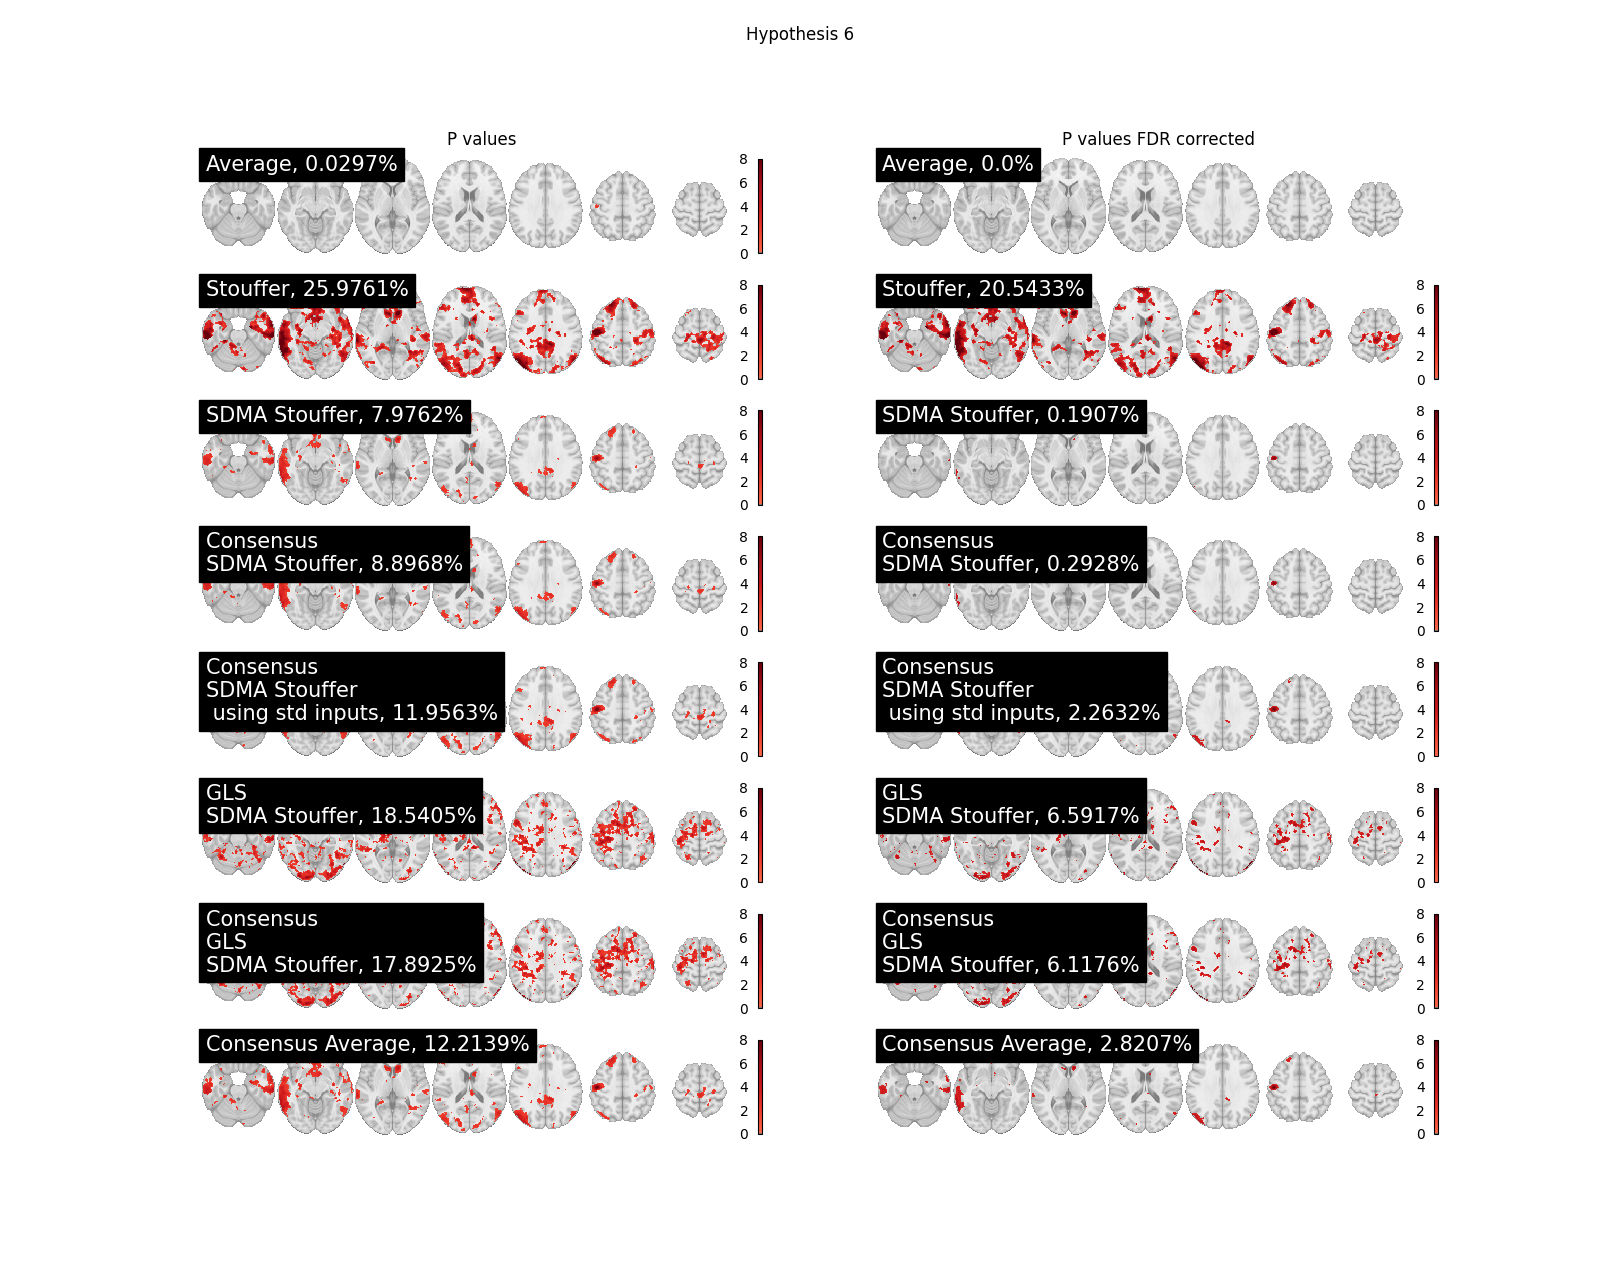 Hypothesis 6
P values
P values FDR corrected
Average, 0.0297%
8
6
4
2
0
Average, 0.0%
Stouffer, 25.9761%
8
6
4
2
0
Stouffer, 20.5433%
8
6
4
2
0
SDMA Stouffer, 7.9762%
8
6
4
2
0
SDMA Stouffer, 0.1907%
8
6
4
2
0
Consensus
SDMA Stouffer, 8.8968%
8
6
4
2
0
Consensus
SDMA Stouffer, 0.2928%
8
6
4
2
0
Consensus
SDMA Stouffer
using std inputs, 11.9563%
8
6
4
2
0
Consensus
SDMA Stouffer
using std inputs, 2.2632%
8
6
4
2
0
GLS
SDMA Stouffer, 18.5405%
8
6
4
2
0
GLS
SDMA Stouffer, 6.5917%
8
6
4
2
0
Consensus
GLS
SDMA Stouffer, 17.8925%
8
6
4
2
0
Consensus
GLS
SDMA Stouffer, 6.1176%
8
6
4
2
0
Consensus Average, 12.2139%
8
6
4
2
0
Consensus Average, 2.8207%
8
6
4
2
0